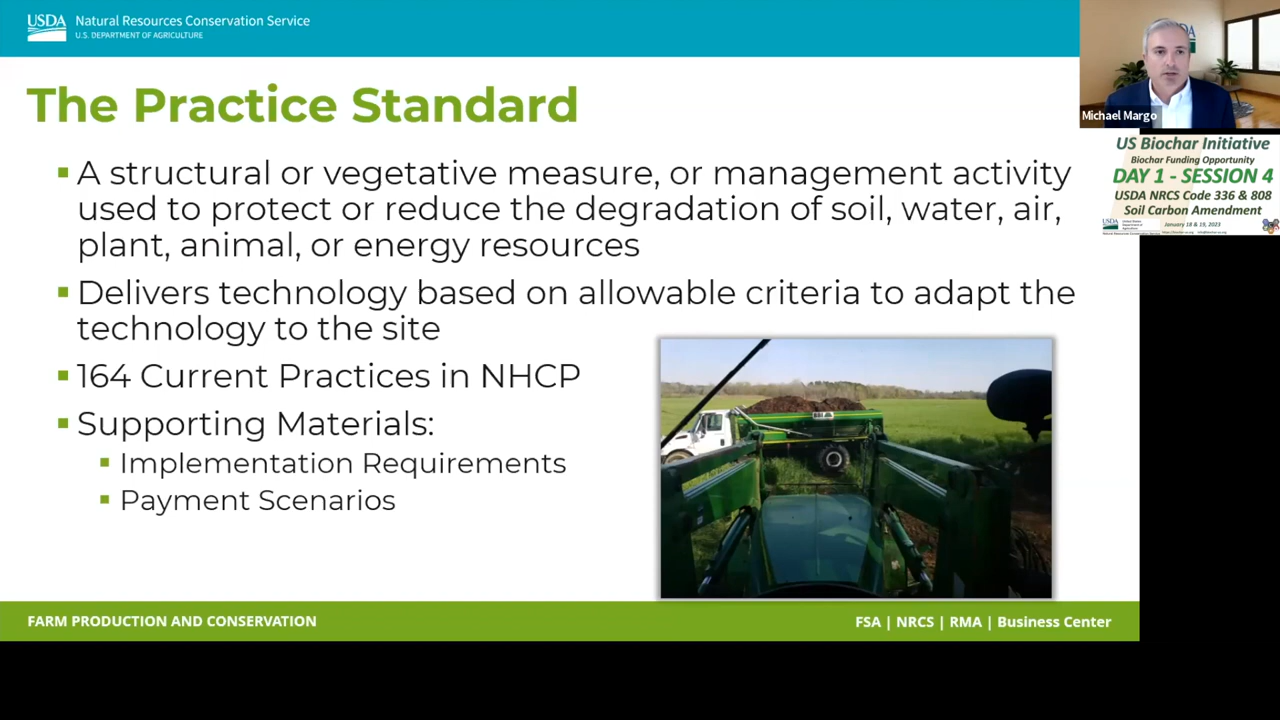 USDA Natural Resources Conservation Service
U.S. DEPARTMENT OF AGRICULTURE
The Practice Standard
A structural or vegetative measure, or management activity
used to protect or reduce the degradation of soil, water, air,
plant, animal, or energy resources
Delivers technology based on allowable criteria to adapt the
technology to the site
164 Current Practices in NHCP
Supporting Materials:
Implementation Requirements
Payment Scenarios
FARM PRODUCTION AND CONSERVATION
FSA | NRCS | RMA | Business Center
Michael Margo
US Biochar Initiative
Biochar Funding Opportunity
DAY 1 - SESSION 4
USDA NRCS Code 336 & 808
Soil Carbon Amendment
January 18 & 19, 2023